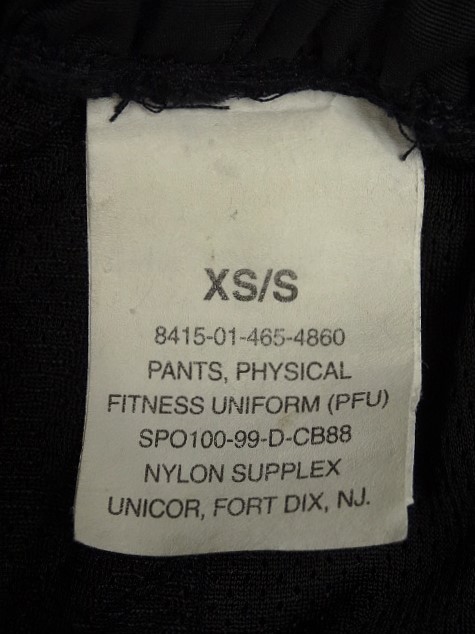 XS/S
8415-01-465-4860
PANTS, PHYSICAL
FITNESS UNIFORM (PFU)
SPO100-99-D-CB88
NYLON SUPPLEX
UNICOR, FORT DIX, NJ.